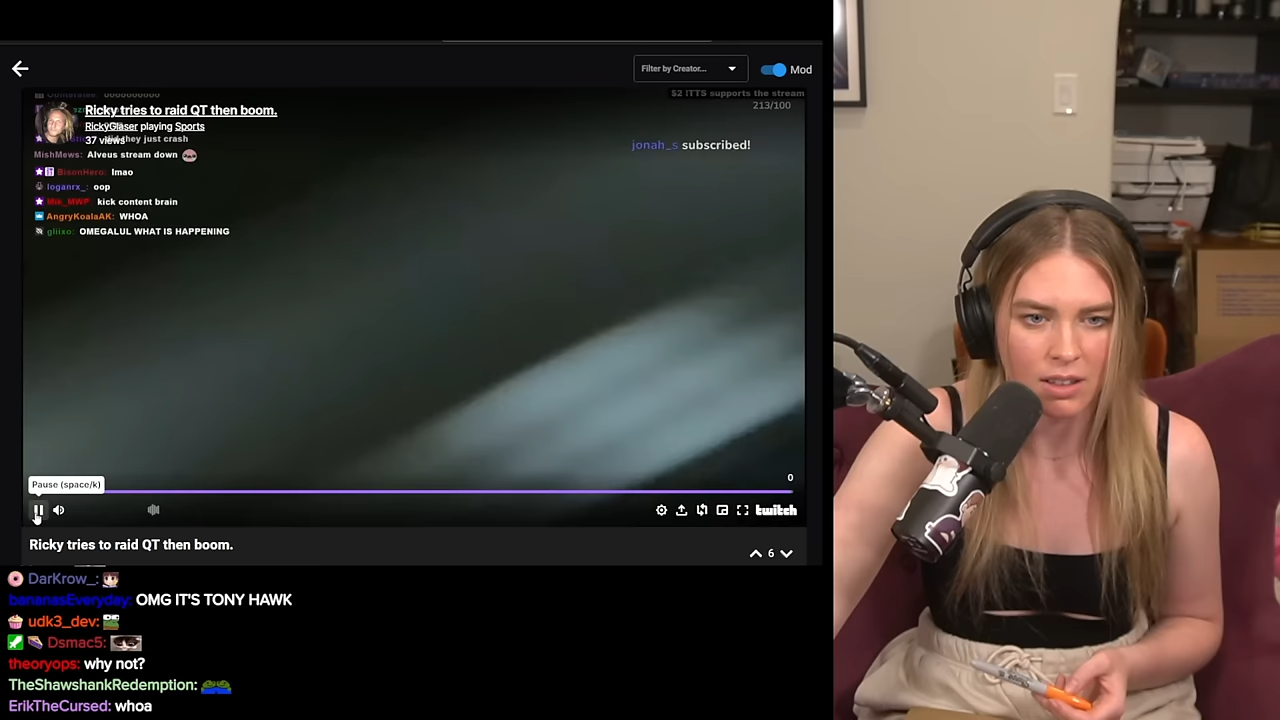 Filter by Creator...
Mod
$2 !TTS supports the stream
213/100
Ricky tries to raid QT then boom.
RickyGlaser playing Sports
37 views
they just crash
MishMews: Alveus stream down
BisonHero: lmao
loganrx_: oop
Mik_MWP kick content brain
AngryKoalaAK: WHOA
gliixo: OMEGALUL WHAT IS HAPPENING
jonah_s subscribed!
Pause (space/k)
0
twitch
Ricky tries to raid QT then boom.
6
DarKrow_:
bananasEveryday: OMG IT'S TONY HAWK
udk3_dev:
Dsmac5:
theoryops: why not?
TheShawshankRedemption:
ErikTheCursed: whoa